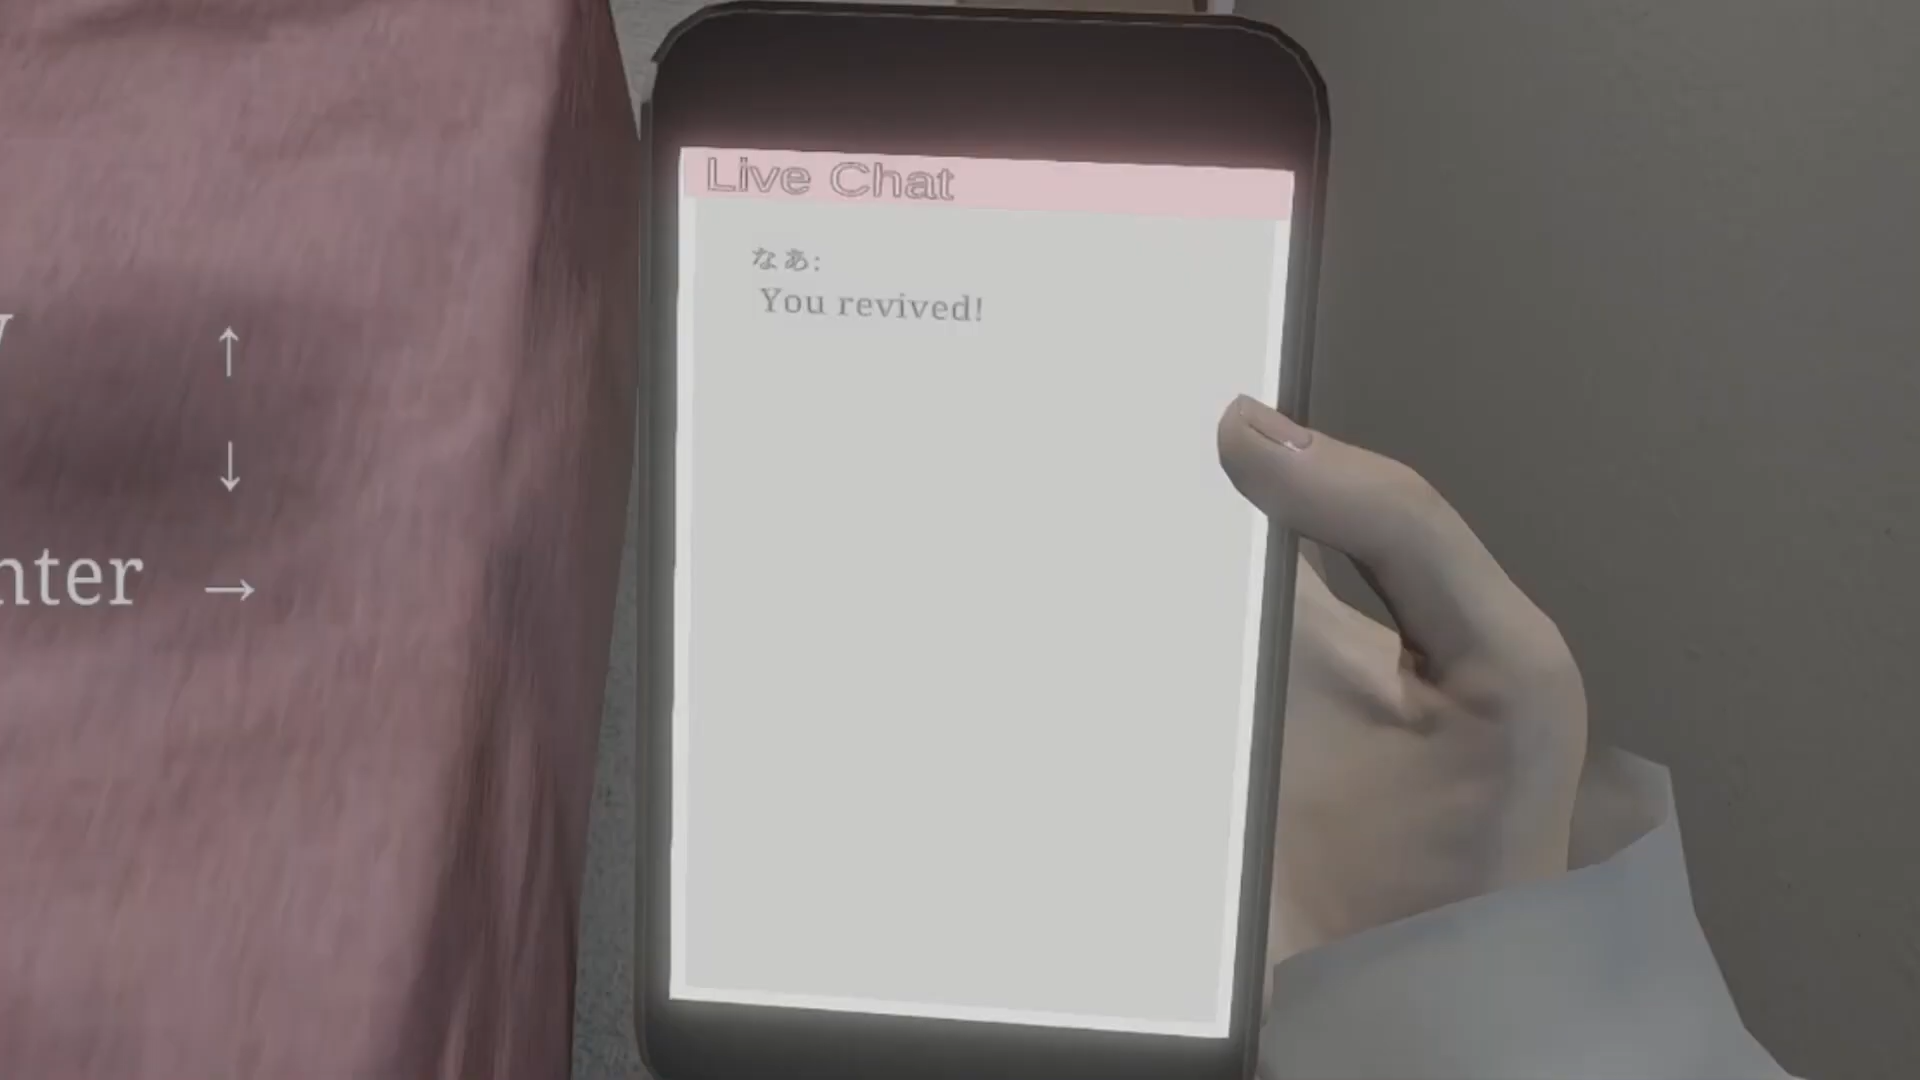 Live Chat
なあ:
You revived!
↑
↓
nter →